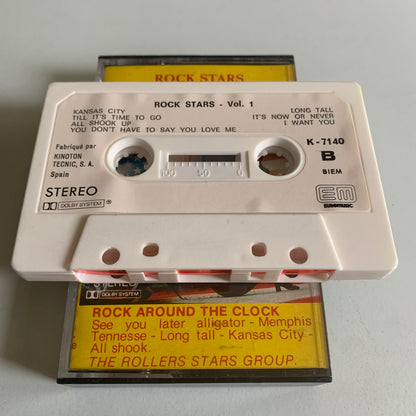 ROCK STARS
ROCK STARS - Vol. 1
KANSAS CITY
TILL IT'S TIME TO GO
ALL SHOOK UP
YOU DON'T HAVE TO SAY YOU LOVE ME
LONG TALL
IT'S NOW OR NEVER
I WANT YOU
Fabriqué par
KINOTON
TECNIC, S. A.
Spain
STEREO
DOLBY SYSTEM ®
100 50 0
K - 7140
B
BIEM
EM
EUROMUSIC
STEREO
DOLBY SYSTEM
ROCK AROUND THE CLOCK
See you later alligator - Memphis
Tennesse - Long tall - Kansas City -
All shook.
THE ROLLERS STARS GROUP.